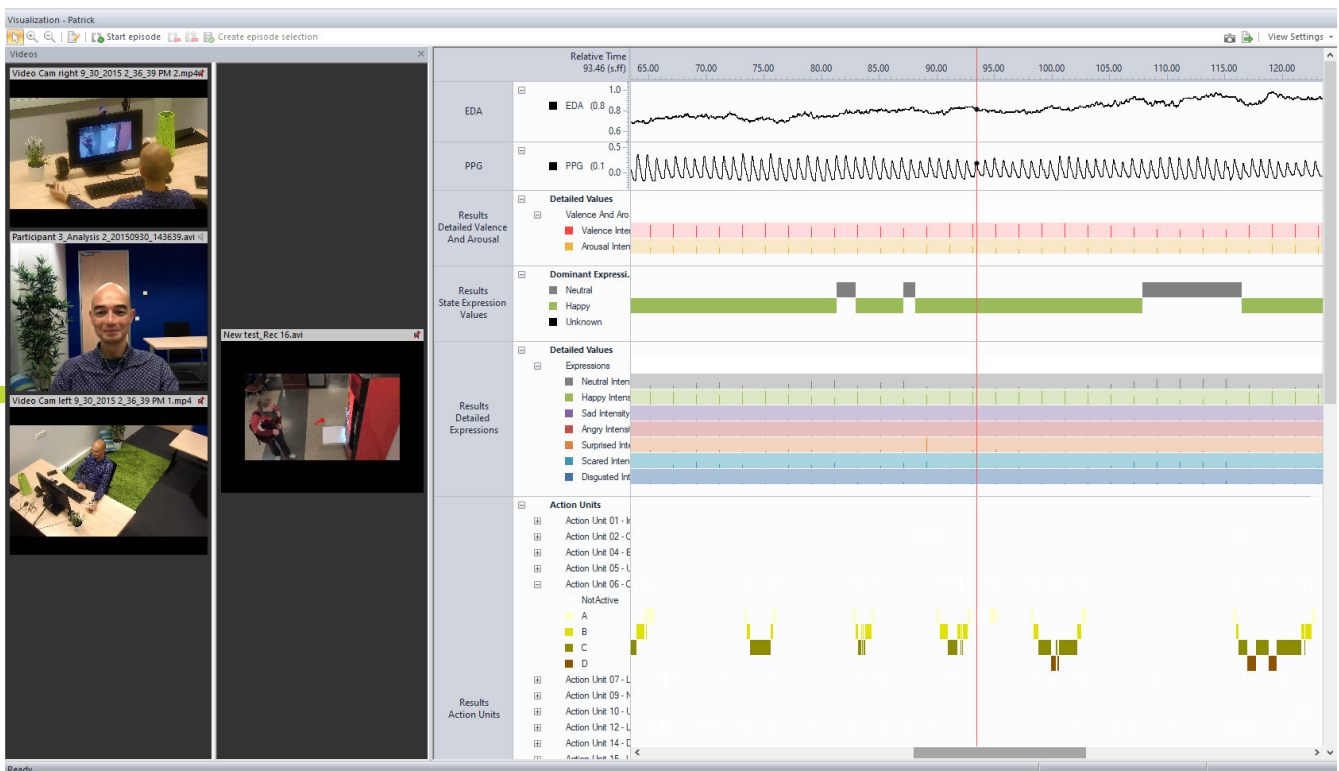 Visualization - Patrick
Start episode Create episode selection View Settings
Videos
Video Cam right 9_30_2015 2_36_39 PM 2.mp4
Participant 3_Analysis 2_20150930_143639.avi
Video Cam left 9_30_2015 2_36_39 PM 1.mp4
New test_Rec 16.avi
Relative Time
93.46 (s.ff) 65.00 70.00 75.00 80.00 85.00 90.00 95.00 100.00 105.00 110.00 115.00 120.00
EDA
EDA (0.8
1.0
0.8
0.6
PPG
PPG (0.1
0.5
0.0
Results
Detailed Valence
And Arousal
Detailed Values
Valence And Aro
Valence Inter
Arousal Inten
Results
State Expression
Values
Dominant Expressi.
Neutral
Happy
Unknown
Results
Detailed
Expressions
Detailed Values
Expressions
Neutral Inten
Happy Intens
Sad Intensity
Angry Intensi
Surprised Inte
Scared Inten
Disgusted Int
Results
Action Units
Action Units
Action Unit 01 - Ir
Action Unit 02 - C
Action Unit 04 - E
Action Unit 05 - U
Action Unit 06 - C
NotActive
A
B
C
D
Action Unit 07 - L
Action Unit 09 - N
Action Unit 10 - U
Action Unit 12 - L
Action Unit 14 - D
Action Unit 15 - L
Ready